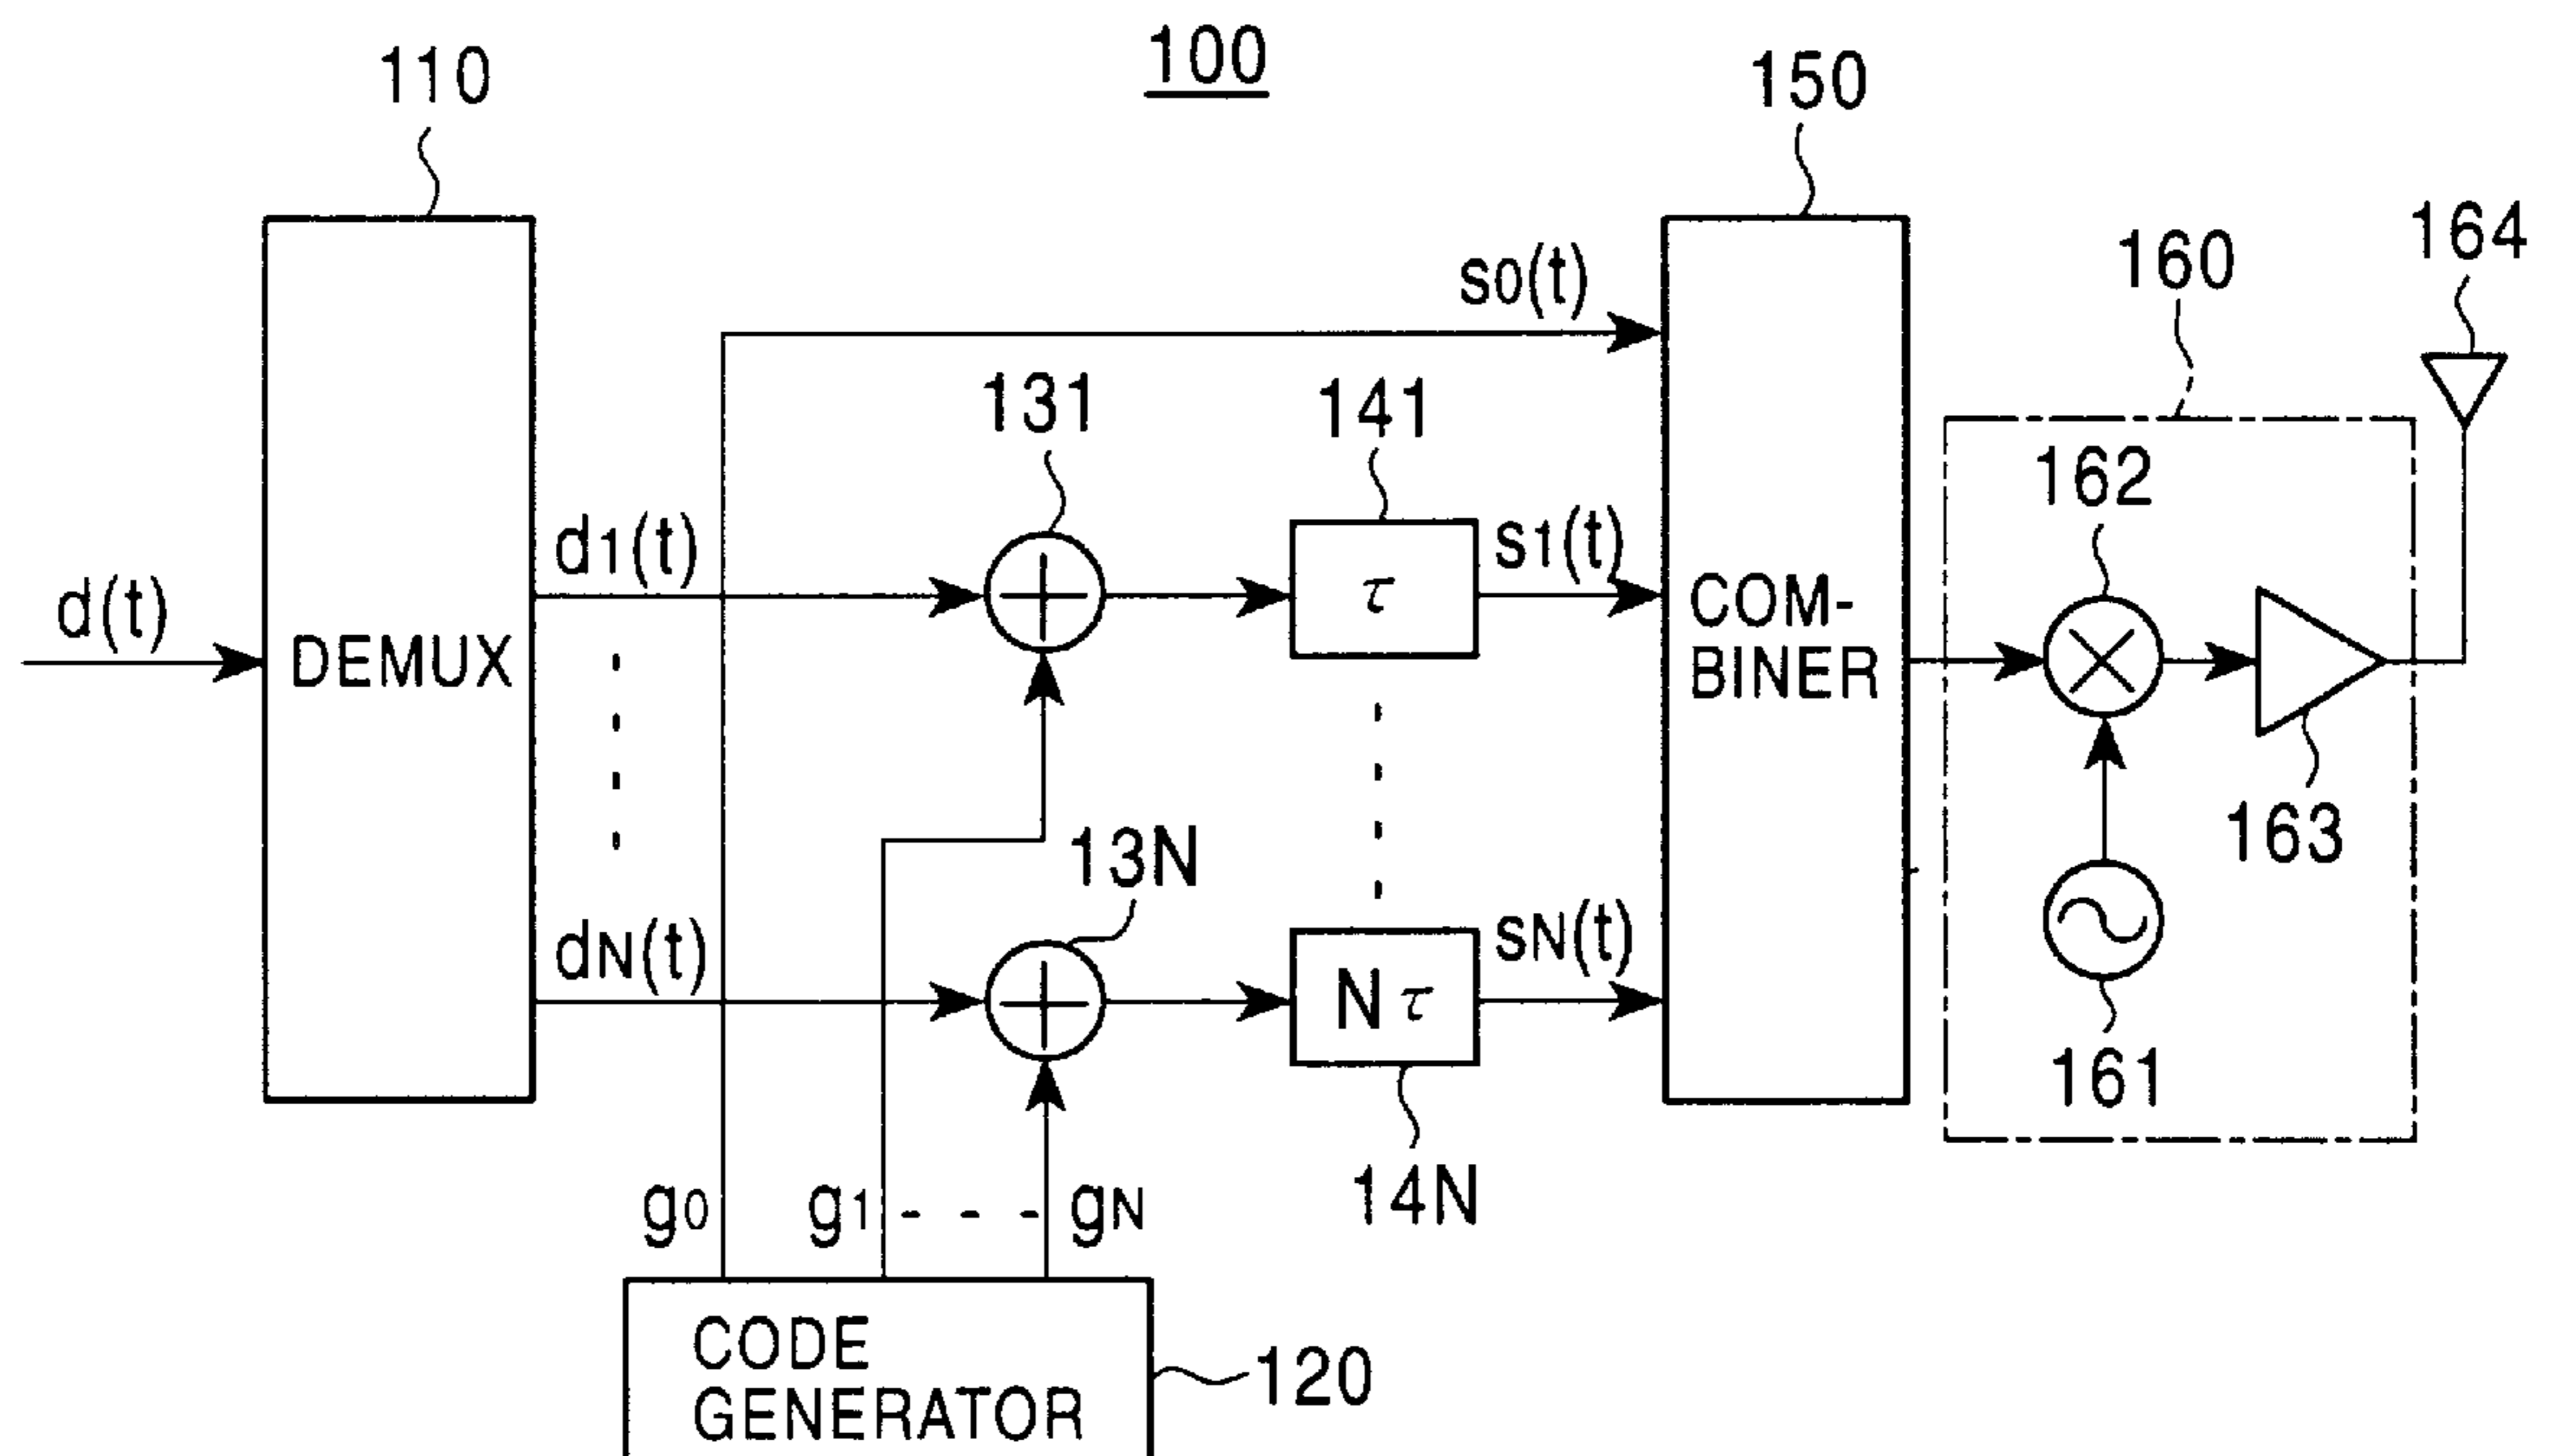 100
110
150
164
160
s0(t)
131
141
162
d1(t)
s1(t)
d(t)
τ
DEMUX
COM-
BINER
163
13N
dN(t)
sN(t)
N τ
161
14N
g0
g1
gN
CODE
GENERATOR
120